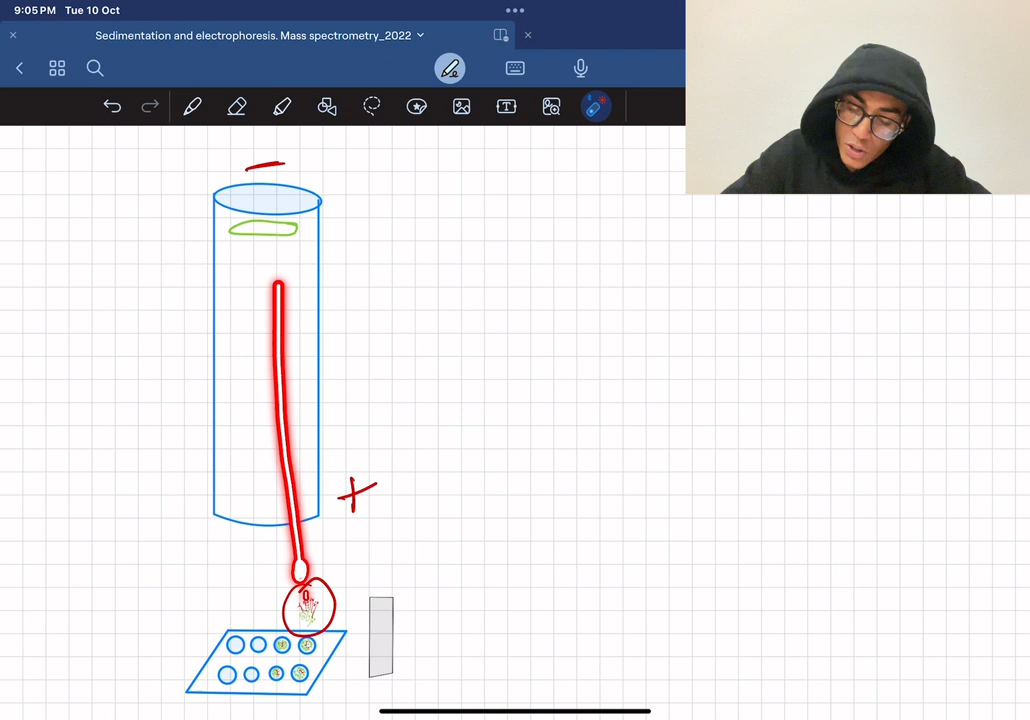 9:05 PM Tue 10 Oct
Sedimentation and electrophoresis. Mass spectrometry_2022
T
−
+